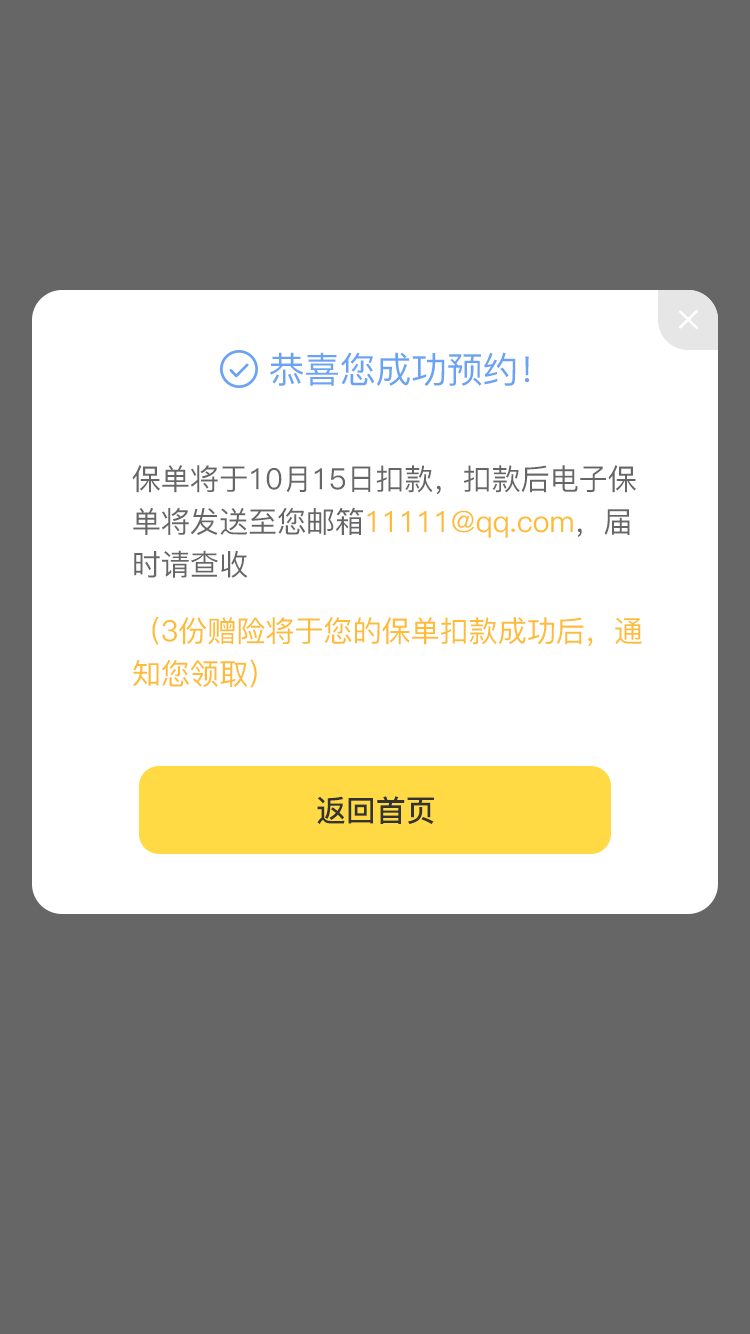 恭喜您成功预约！
保单将于10月15日扣款，扣款后电子保
单将发送至您邮箱11111@qq.com，届
时请查收
（3份赠险将于您的保单扣款成功后，通
知您领取）
返回首页